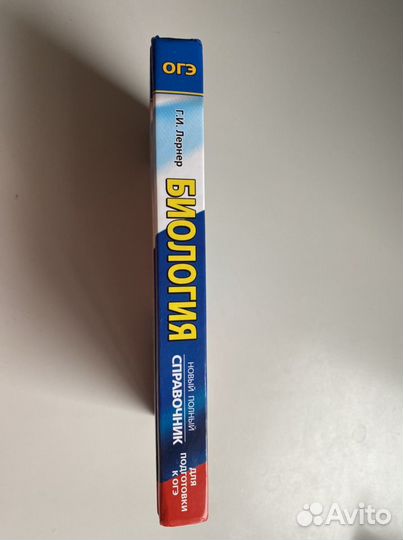 ОГЭ
Г.И. Лернер
БИОЛОГИЯ
НОВЫЙ ПОЛНЫЙ
СПРАВОЧНИК
ДЛЯ
ПОДГОТОВКИ
К ОГЭ
Avito